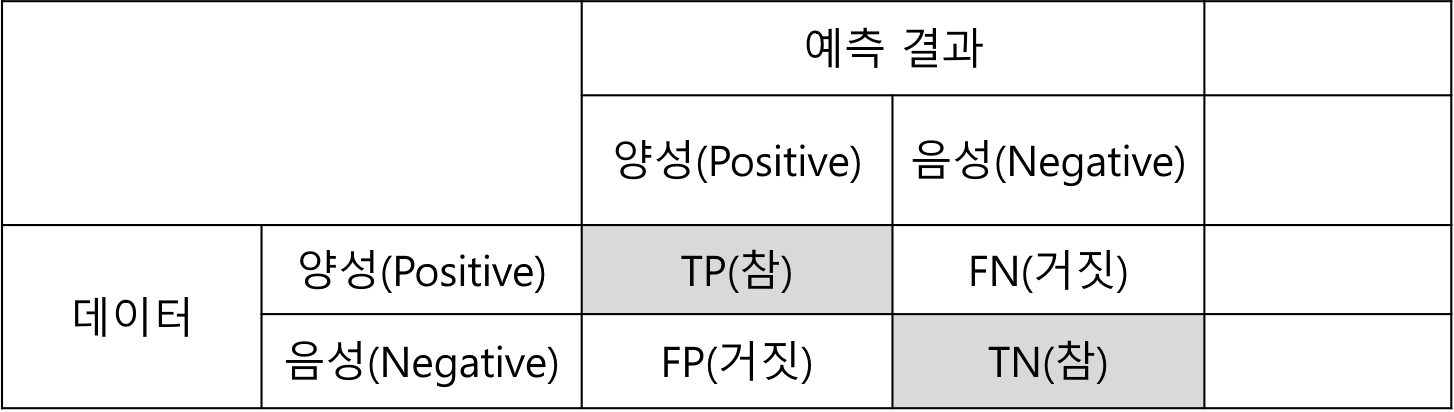 예측 결과
양성(Positive)
음성(Negative)
데이터
양성(Positive)
TP(참)
FN(거짓)
음성(Negative)
FP(거짓)
TN(참)